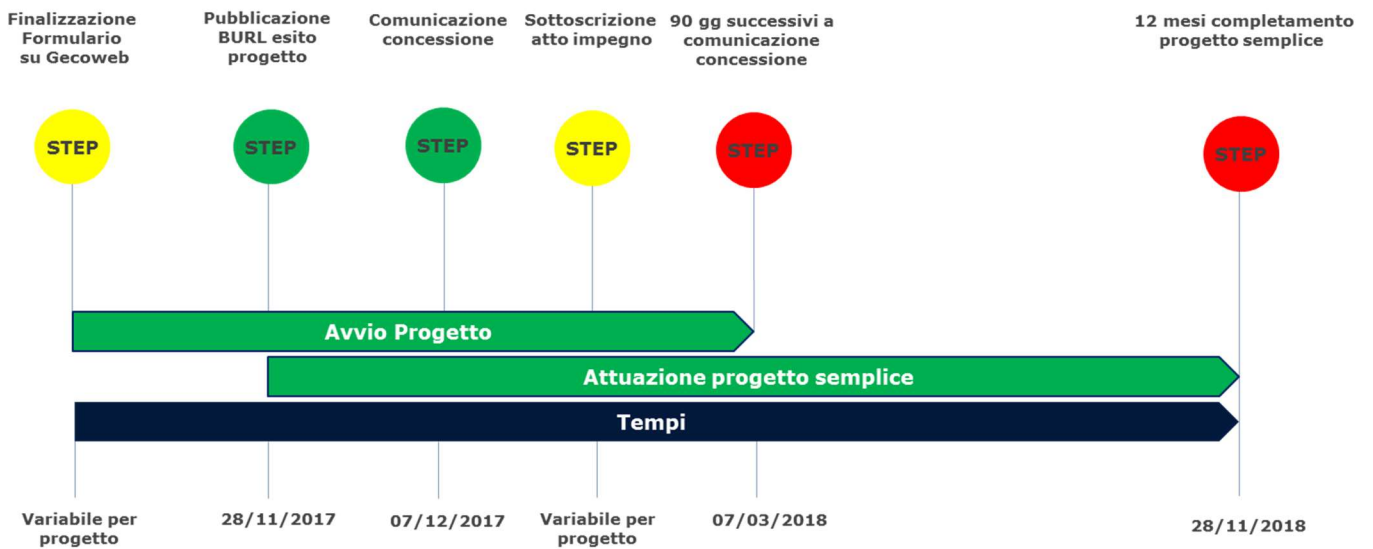 Finalizzazione
Formulario
su Gecoweb
Pubblicazione
BURL esito
progetto
Comunicazione
concessione
Sottoscrizione
atto impegno
90 gg successivi a
comunicazione
concessione
12 mesi completamento
progetto semplice
STEP
STEP
STEP
STEP
STEP
STEP
Avvio Progetto
Attuazione progetto semplice
Tempi
Variabile per
progetto
28/11/2017
07/12/2017
Variabile per
progetto
07/03/2018
28/11/2018